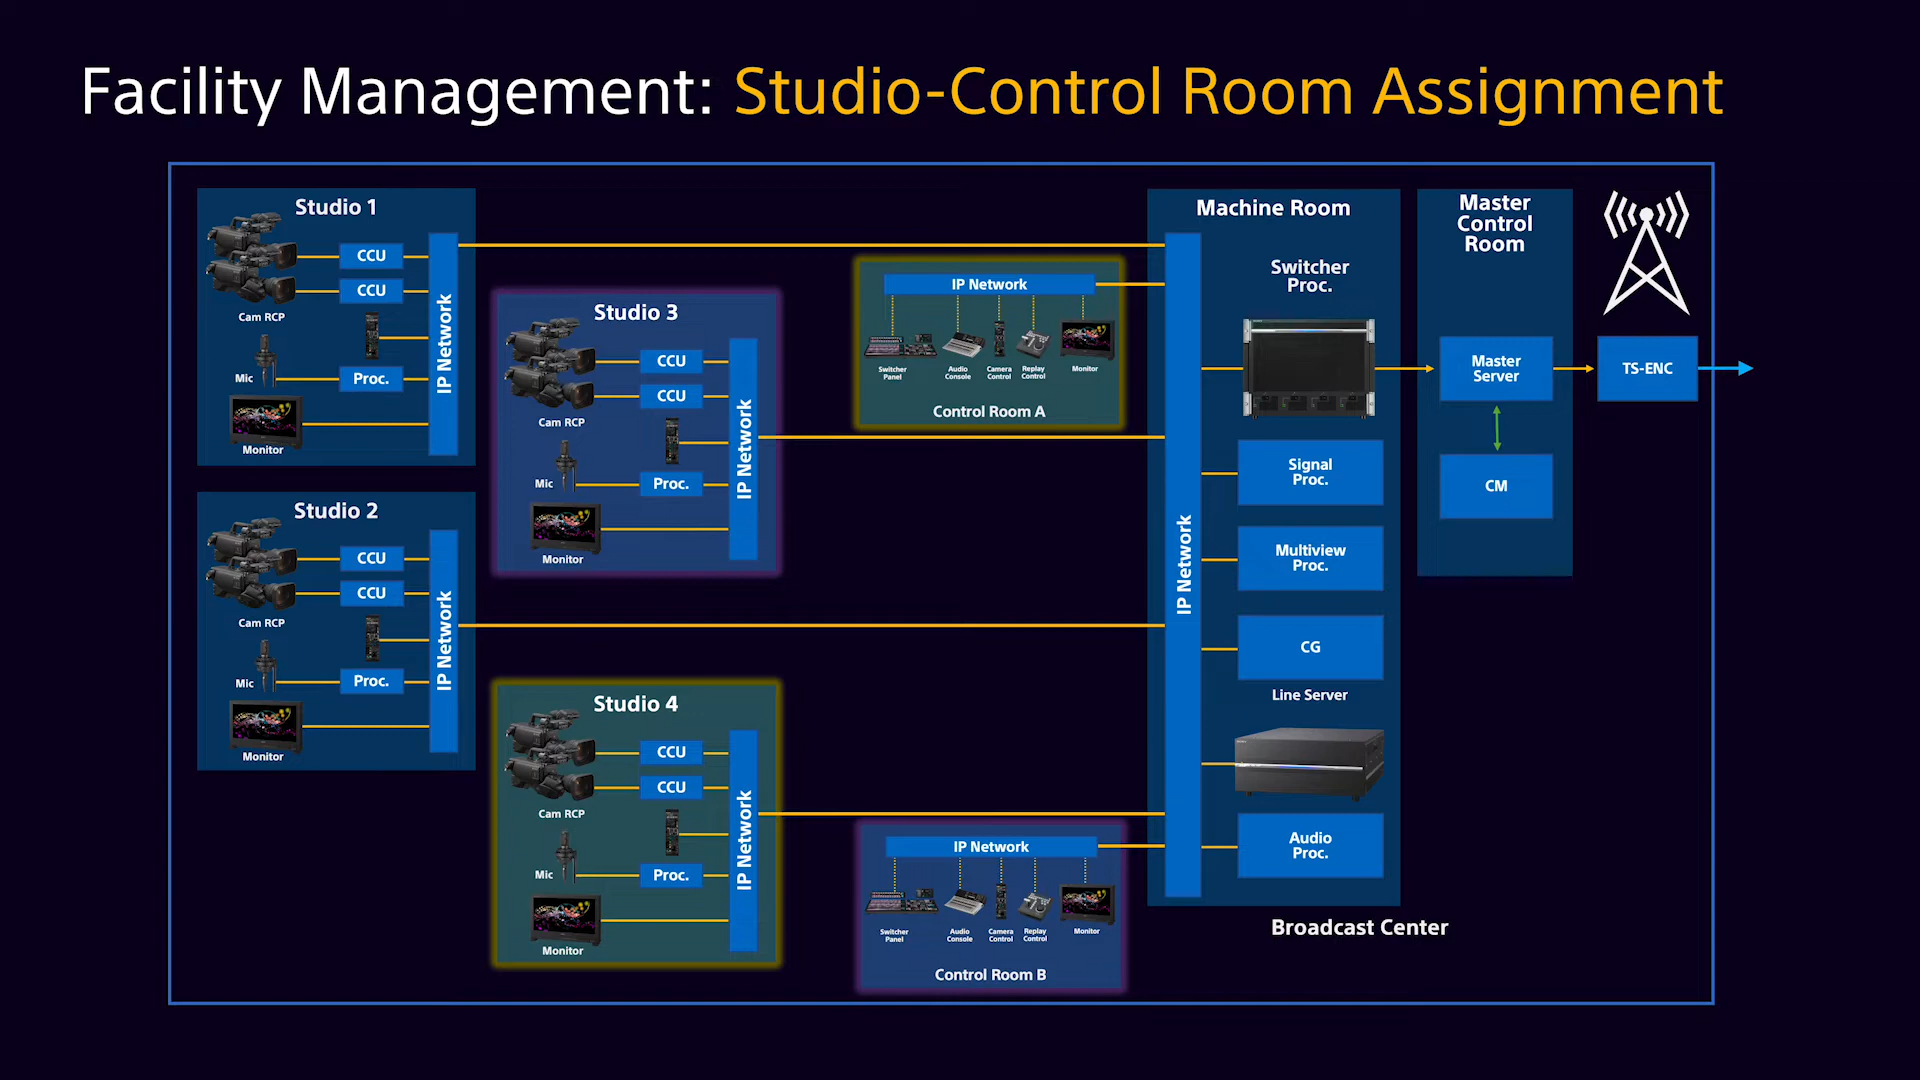 Facility Management: Studio-Control Room Assignment
Studio 1
CCU
CCU
Cam RCP
Mic
Proc.
Monitor
IP Network
Studio 2
CCU
CCU
Cam RCP
Mic
Proc.
Monitor
IP Network
Studio 3
CCU
CCU
Cam RCP
Mic
Proc.
Monitor
IP Network
Studio 4
CCU
CCU
Cam RCP
Mic
Proc.
Monitor
IP Network
IP Network
Switcher
Panel
Audio
Console
Camera
Control
Replay
Control
Monitor
Control Room A
IP Network
Switcher
Panel
Audio
Console
Camera
Control
Replay
Control
Monitor
Control Room B
Machine Room
IP Network
Switcher
Proc.
Signal
Proc.
Multiview
Proc.
CG
Line Server
Audio
Proc.
Master
Control
Room
Master
Server
CM
TS-ENC
Broadcast Center